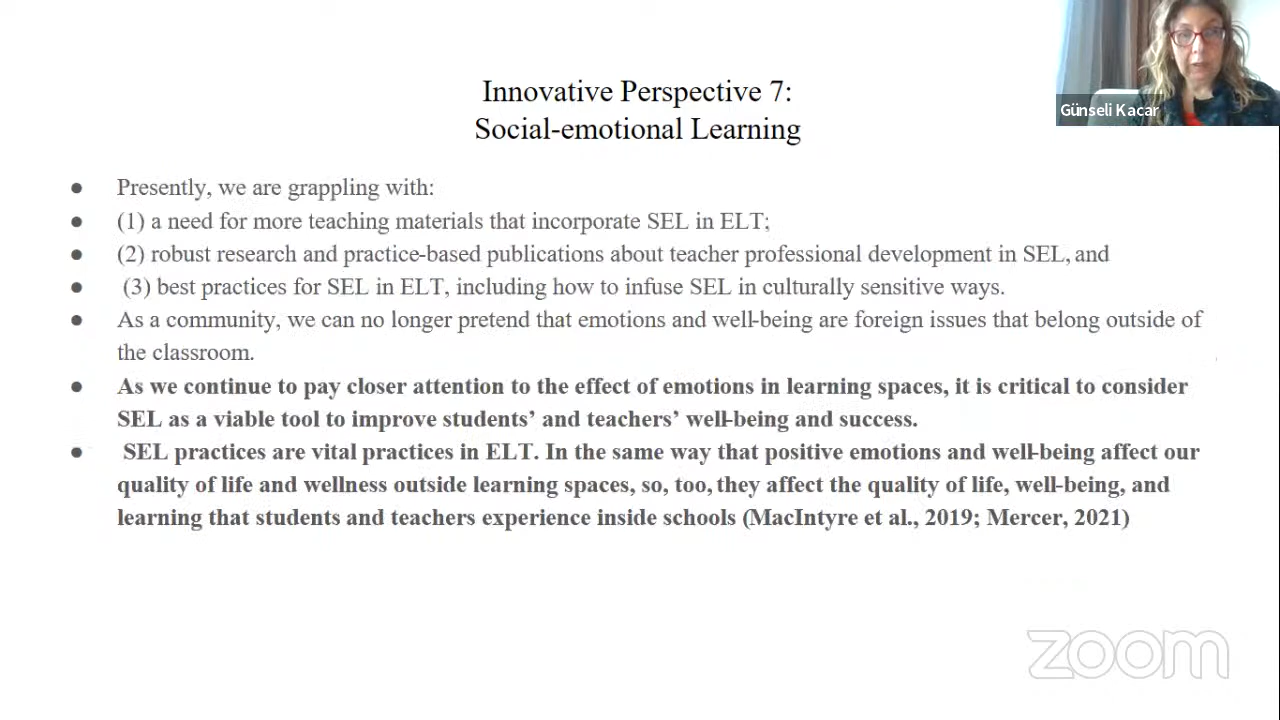 Innovative Perspective 7:
Social-emotional Learning
Günseli Kacar
● Presently, we are grappling with:
● (1) a need for more teaching materials that incorporate SEL in ELT;
● (2) robust research and practice-based publications about teacher professional development in SEL, and
● (3) best practices for SEL in ELT, including how to infuse SEL in culturally sensitive ways.
● As a community, we can no longer pretend that emotions and well-being are foreign issues that belong outside of
the classroom.
● As we continue to pay closer attention to the effect of emotions in learning spaces, it is critical to consider
SEL as a viable tool to improve students’ and teachers’ well-being and success.
● SEL practices are vital practices in ELT. In the same way that positive emotions and well-being affect our
quality of life and wellness outside learning spaces, so, too, they affect the quality of life, well-being, and
learning that students and teachers experience inside schools (MacIntyre et al., 2019; Mercer, 2021)
zoom